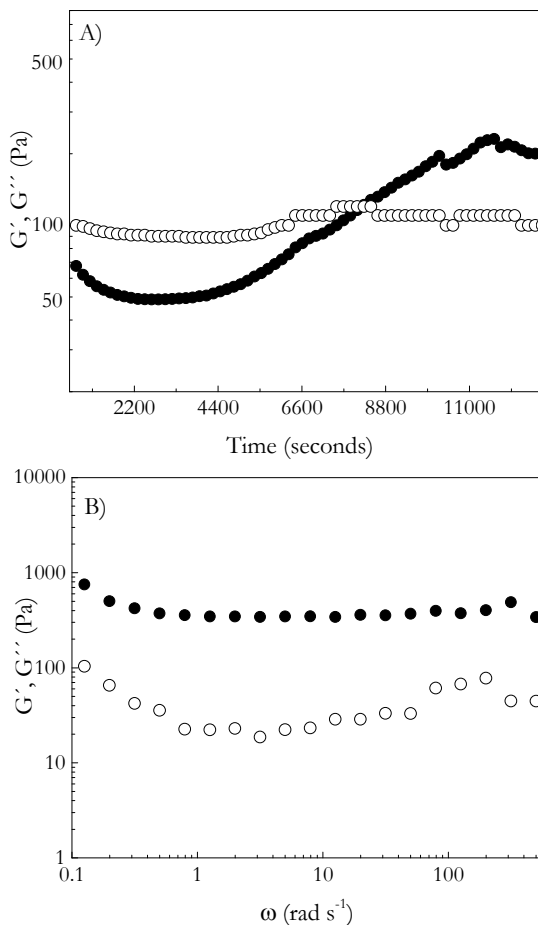 A)
500
100
50
G´, G´´ (Pa)
2200 4400 6600 8800 11000
Time (seconds)
B)
10000
1000
100
10
1
G´, G´´ (Pa)
0.1 1 10 100
ω (rad s⁻¹)